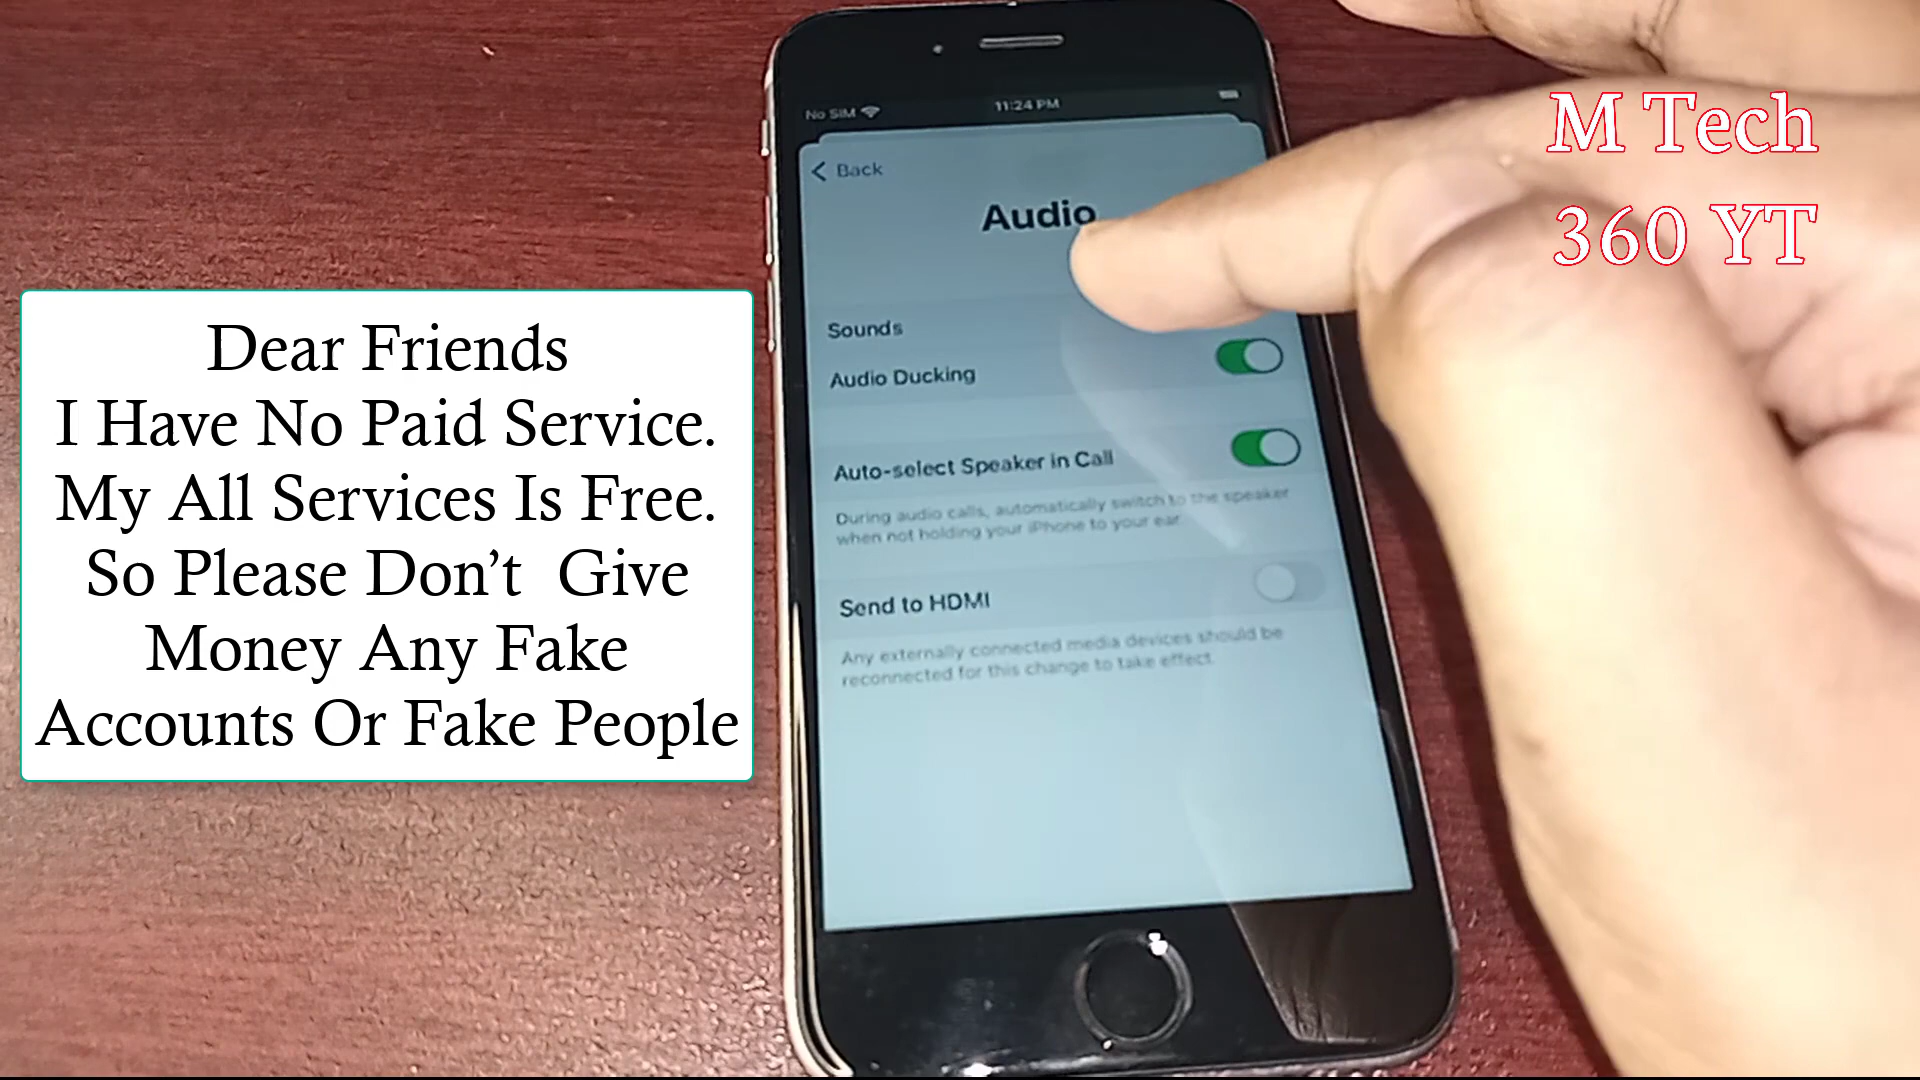 M Tech
360 YT
No SIM
11:24 PM
Back
Audio
Sounds
Audio Ducking
Auto-select Speaker in Call
During audio calls, automatically switch to the speaker
when not holding your iPhone to your ear.
Send to HDMI
Any externally connected media devices should be
reconnected for this change to take effect.
Dear Friends
I Have No Paid Service.
My All Services Is Free.
So Please Don’t  Give
Money Any Fake
Accounts Or Fake People